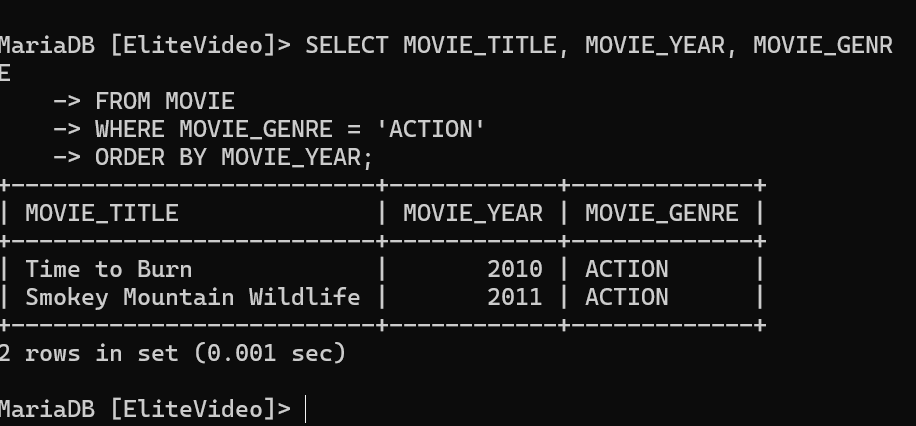 MariaDB [EliteVideo]> SELECT MOVIE_TITLE, MOVIE_YEAR, MOVIE_GENR
E
    -> FROM MOVIE
    -> WHERE MOVIE_GENRE = 'ACTION'
    -> ORDER BY MOVIE_YEAR;
+--------------------------+------------+-------------+
| MOVIE_TITLE              | MOVIE_YEAR | MOVIE_GENRE |
+--------------------------+------------+-------------+
| Time to Burn             |       2010 | ACTION      |
| Smokey Mountain Wildlife |       2011 | ACTION      |
+--------------------------+------------+-------------+
2 rows in set (0.001 sec)
MariaDB [EliteVideo]>